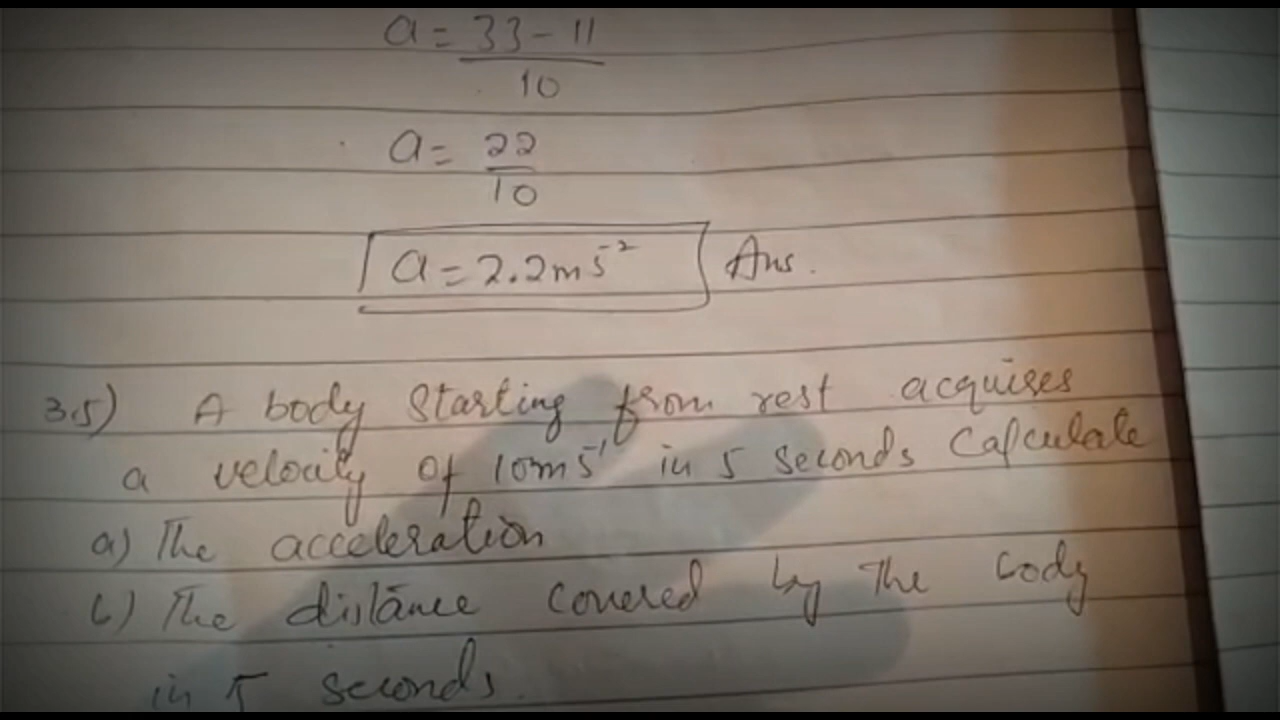 a = 33 - 11
10
a = 22
10
a = 2.2ms⁻² Ans.
3.5) A body starting from rest acquires
a velocity of 10ms⁻¹ in 5 seconds Calculate
a) The acceleration
b) The distance covered by the body
in 5 seconds.